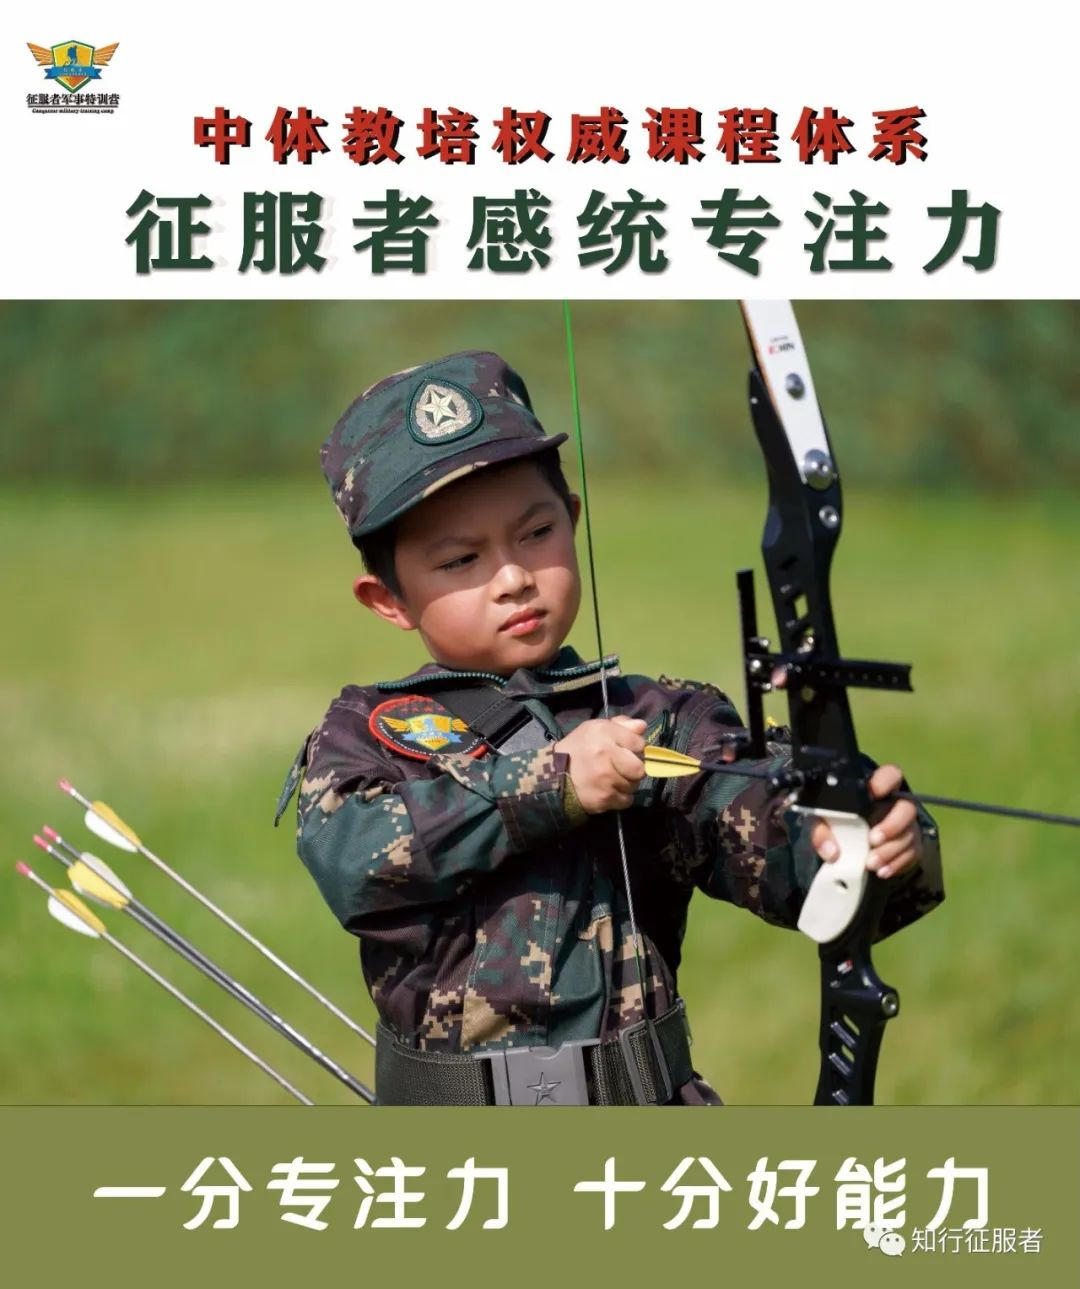 征服者军事特训营
Conqueror military training camp
中体教培权威课程体系
征服者感统专注力
一分专注力 十分好能力
知行征服者